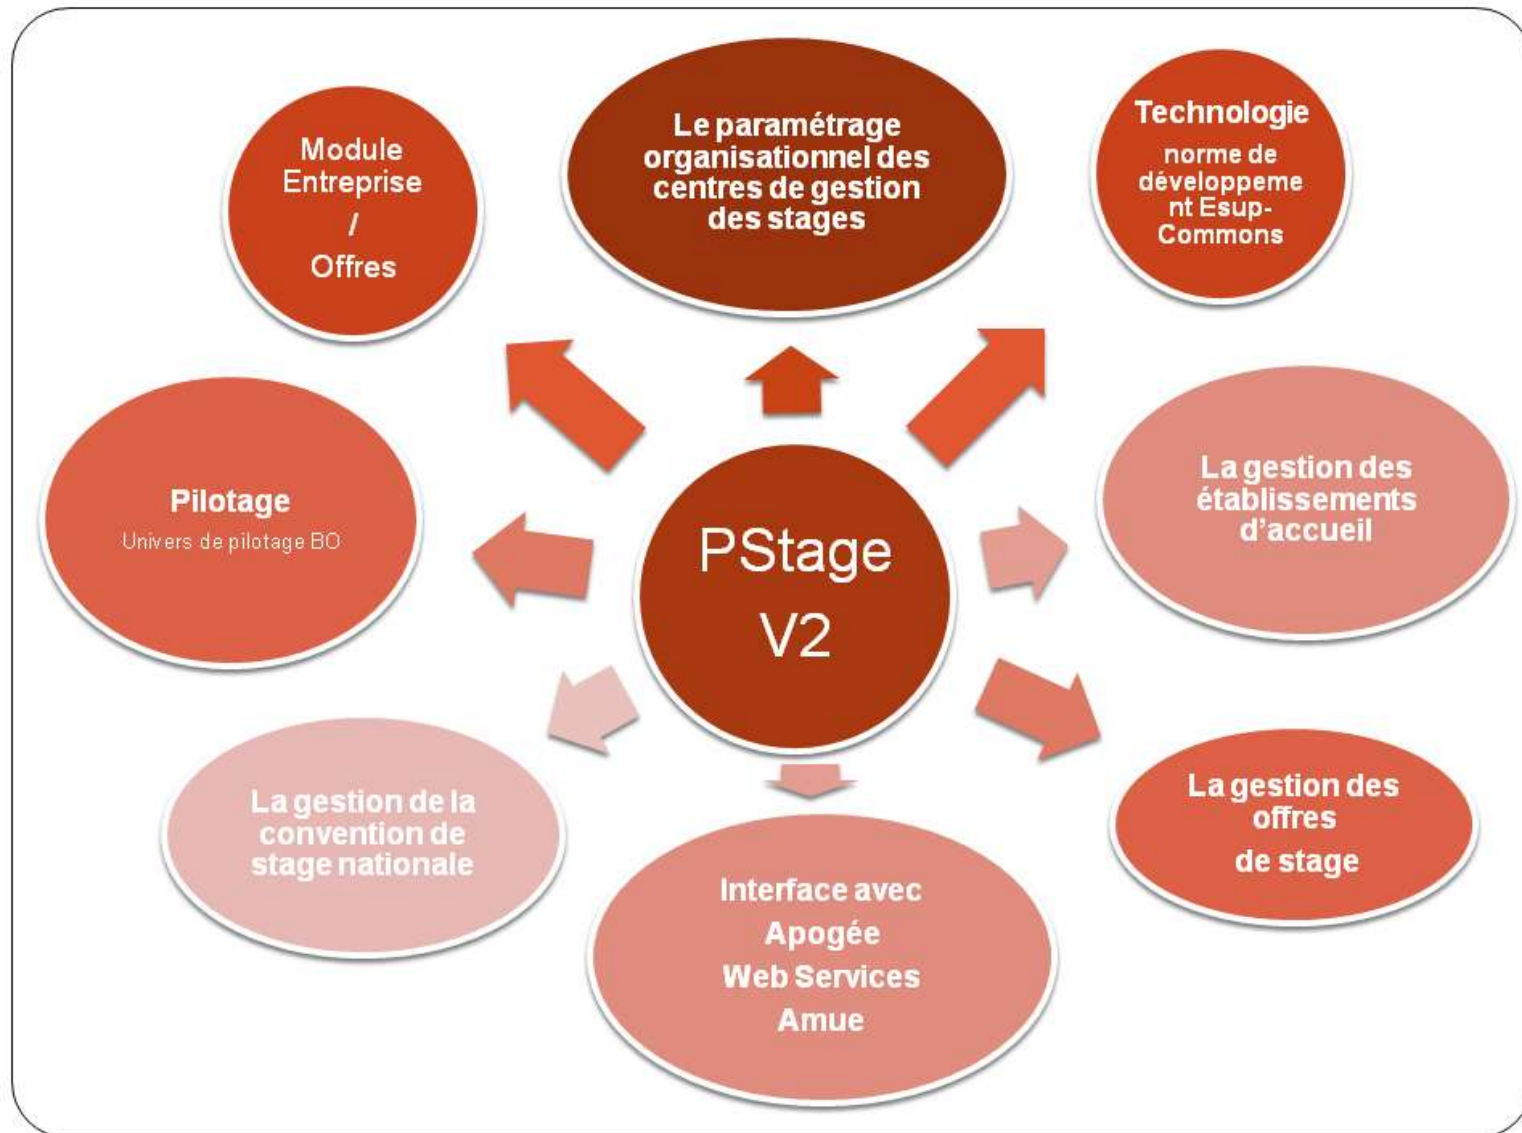 Module
Entreprise
/
Offres
Le paramétrage
organisationnel des
centres de gestion
des stages
Technologie
norme de
développeme
nt Esup-
Commons
Pilotage
Univers de pilotage BO
PStage
V2
La gestion des
établissements
d’accueil
La gestion de la
convention de
stage nationale
Interface avec
Apogée
Web Services
Amue
La gestion des
offres
de stage